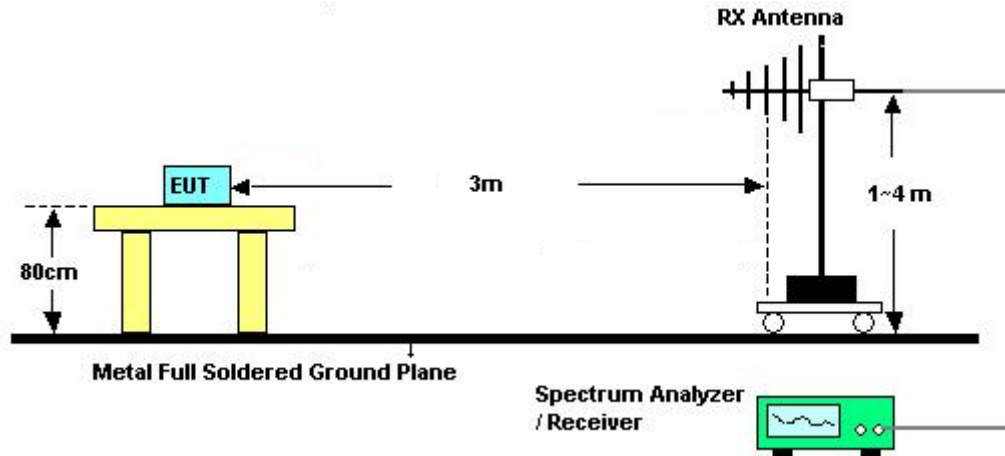 RX Antenna
EUT
3m
1~4 m
80cm
Metal Full Soldered Ground Plane
Spectrum Analyzer
/ Receiver